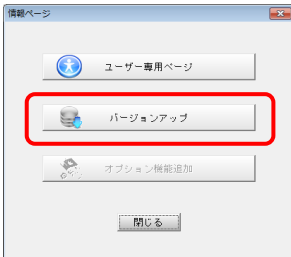 情報ページ
ユーザー専用ページ
バージョンアップ
オプション機能追加
閉じる